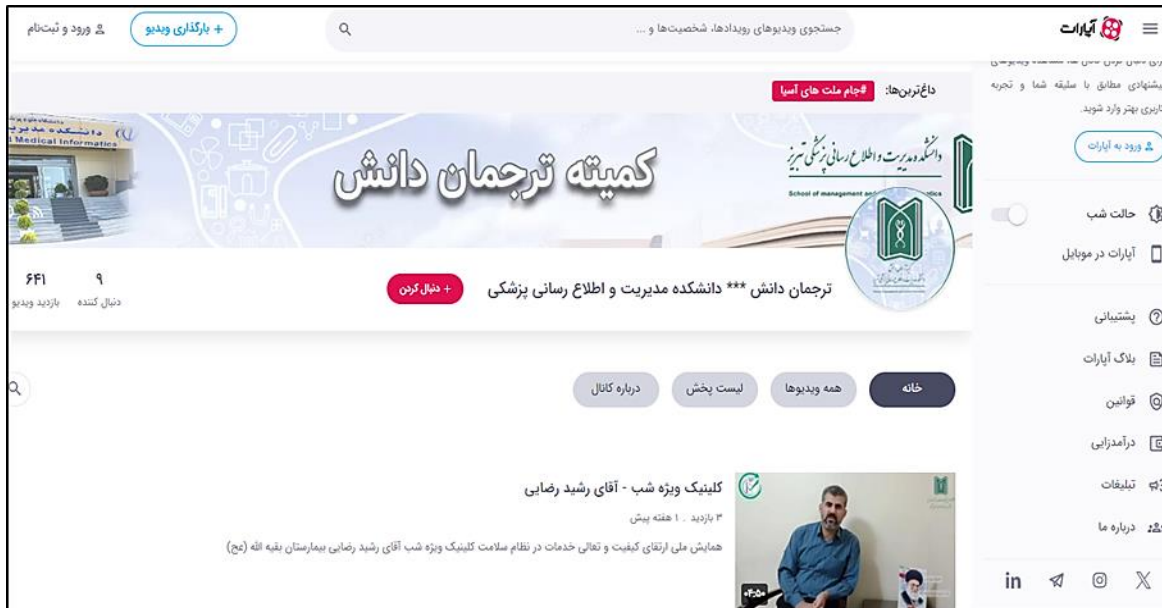 آپارات
جستجوی ویدیوهای رویدادها، شخصیت‌ها و ...
+ بارگذاری ویدیو
ورود و ثبت‌نام
پیشنهادی مطابق با سلیقه شما و تجربه
کاربری بهتر وارد شوید.
ورود به آپارات
حالت شب
آپارات در موبایل
پشتیبانی
بلاگ آپارات
قوانین
درآمدزایی
تبلیغات
درباره ما
in
داغ‌ترین‌ها: #جام ملت های آسیا
دانشکده مدیریت و اطلاع رسانی پزشکی تبریز
School of management
کمیته ترجمان دانش
دانشکده مدیریت
Medical Informatics
ترجمان دانش *** دانشکده مدیریت و اطلاع رسانی پزشکی
+ دنبال کردن
۹
دنبال کننده
۶۴۱
بازدید ویدیو
خانه
همه ویدیوها
لیست پخش
درباره کانال
کلینیک ویژه شب - آقای رشید رضایی
۳ بازدید . ۱ هفته پیش
همایش ملی ارتقای کیفیت و تعالی خدمات در نظام سلامت کلینیک ویژه شب آقای رشید رضایی بیمارستان بقیه الله (عج)
۰۴:۵۰